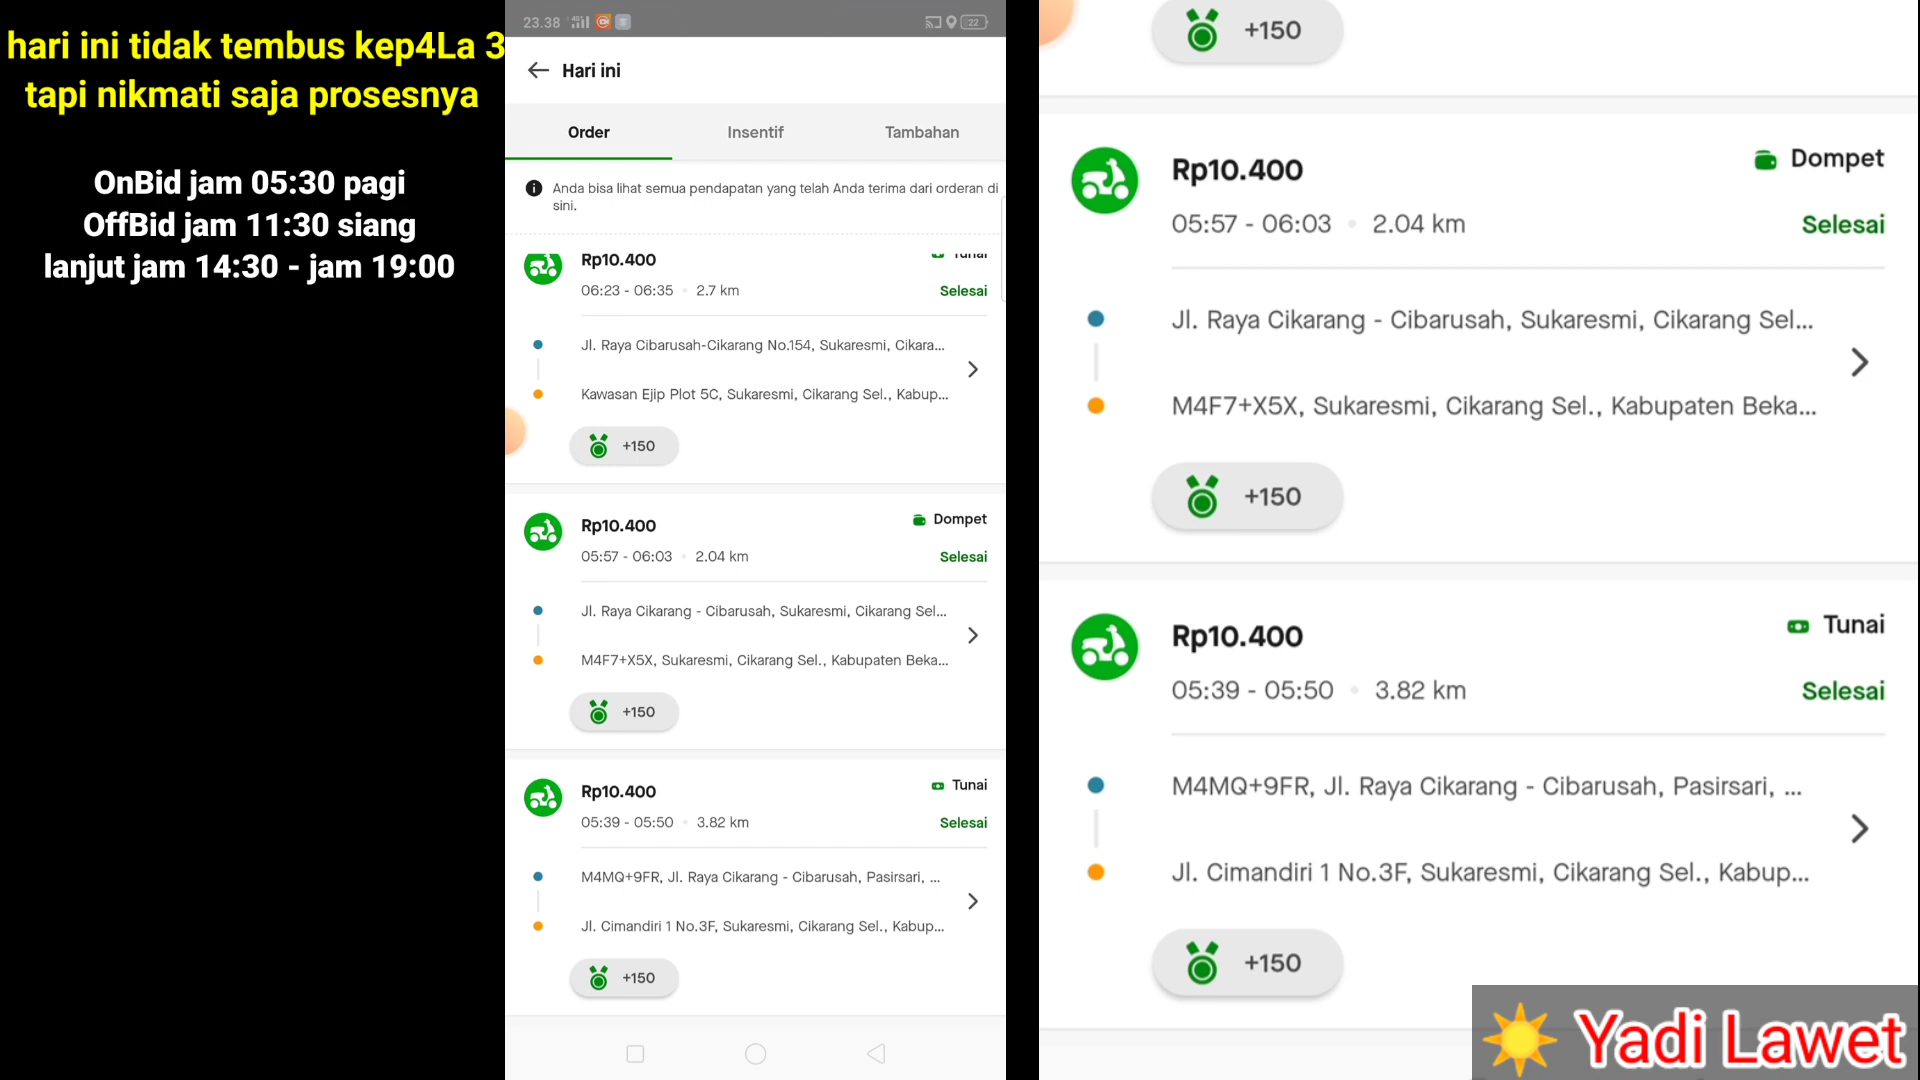 hari ini tidak tembus kep4La 3
tapi nikmati saja prosesnya
OnBid jam 05:30 pagi
OffBid jam 11:30 siang
lanjut jam 14:30 - jam 19:00
23.38 4G 22
Hari ini
Order Insentif Tambahan
Anda bisa lihat semua pendapatan yang telah Anda terima dari orderan di
sini.
Rp10.400 Tunai
06:23 - 06:35 • 2.7 km Selesai
Jl. Raya Cibarusah-Cikarang No.154, Sukaresmi, Cikara...
Kawasan Ejip Plot 5C, Sukaresmi, Cikarang Sel., Kabup...
+150
Rp10.400 Dompet
05:57 - 06:03 • 2.04 km Selesai
Jl. Raya Cikarang - Cibarusah, Sukaresmi, Cikarang Sel...
M4F7+X5X, Sukaresmi, Cikarang Sel., Kabupaten Beka...
+150
Rp10.400 Tunai
05:39 - 05:50 • 3.82 km Selesai
M4MQ+9FR, Jl. Raya Cikarang - Cibarusah, Pasirsari, ...
Jl. Cimandiri 1 No.3F, Sukaresmi, Cikarang Sel., Kabup...
+150
+150
Rp10.400 Dompet
05:57 - 06:03 • 2.04 km Selesai
Jl. Raya Cikarang - Cibarusah, Sukaresmi, Cikarang Sel...
M4F7+X5X, Sukaresmi, Cikarang Sel., Kabupaten Beka...
+150
Rp10.400 Tunai
05:39 - 05:50 • 3.82 km Selesai
M4MQ+9FR, Jl. Raya Cikarang - Cibarusah, Pasirsari, ...
Jl. Cimandiri 1 No.3F, Sukaresmi, Cikarang Sel., Kabup...
+150
Yadi Lawet